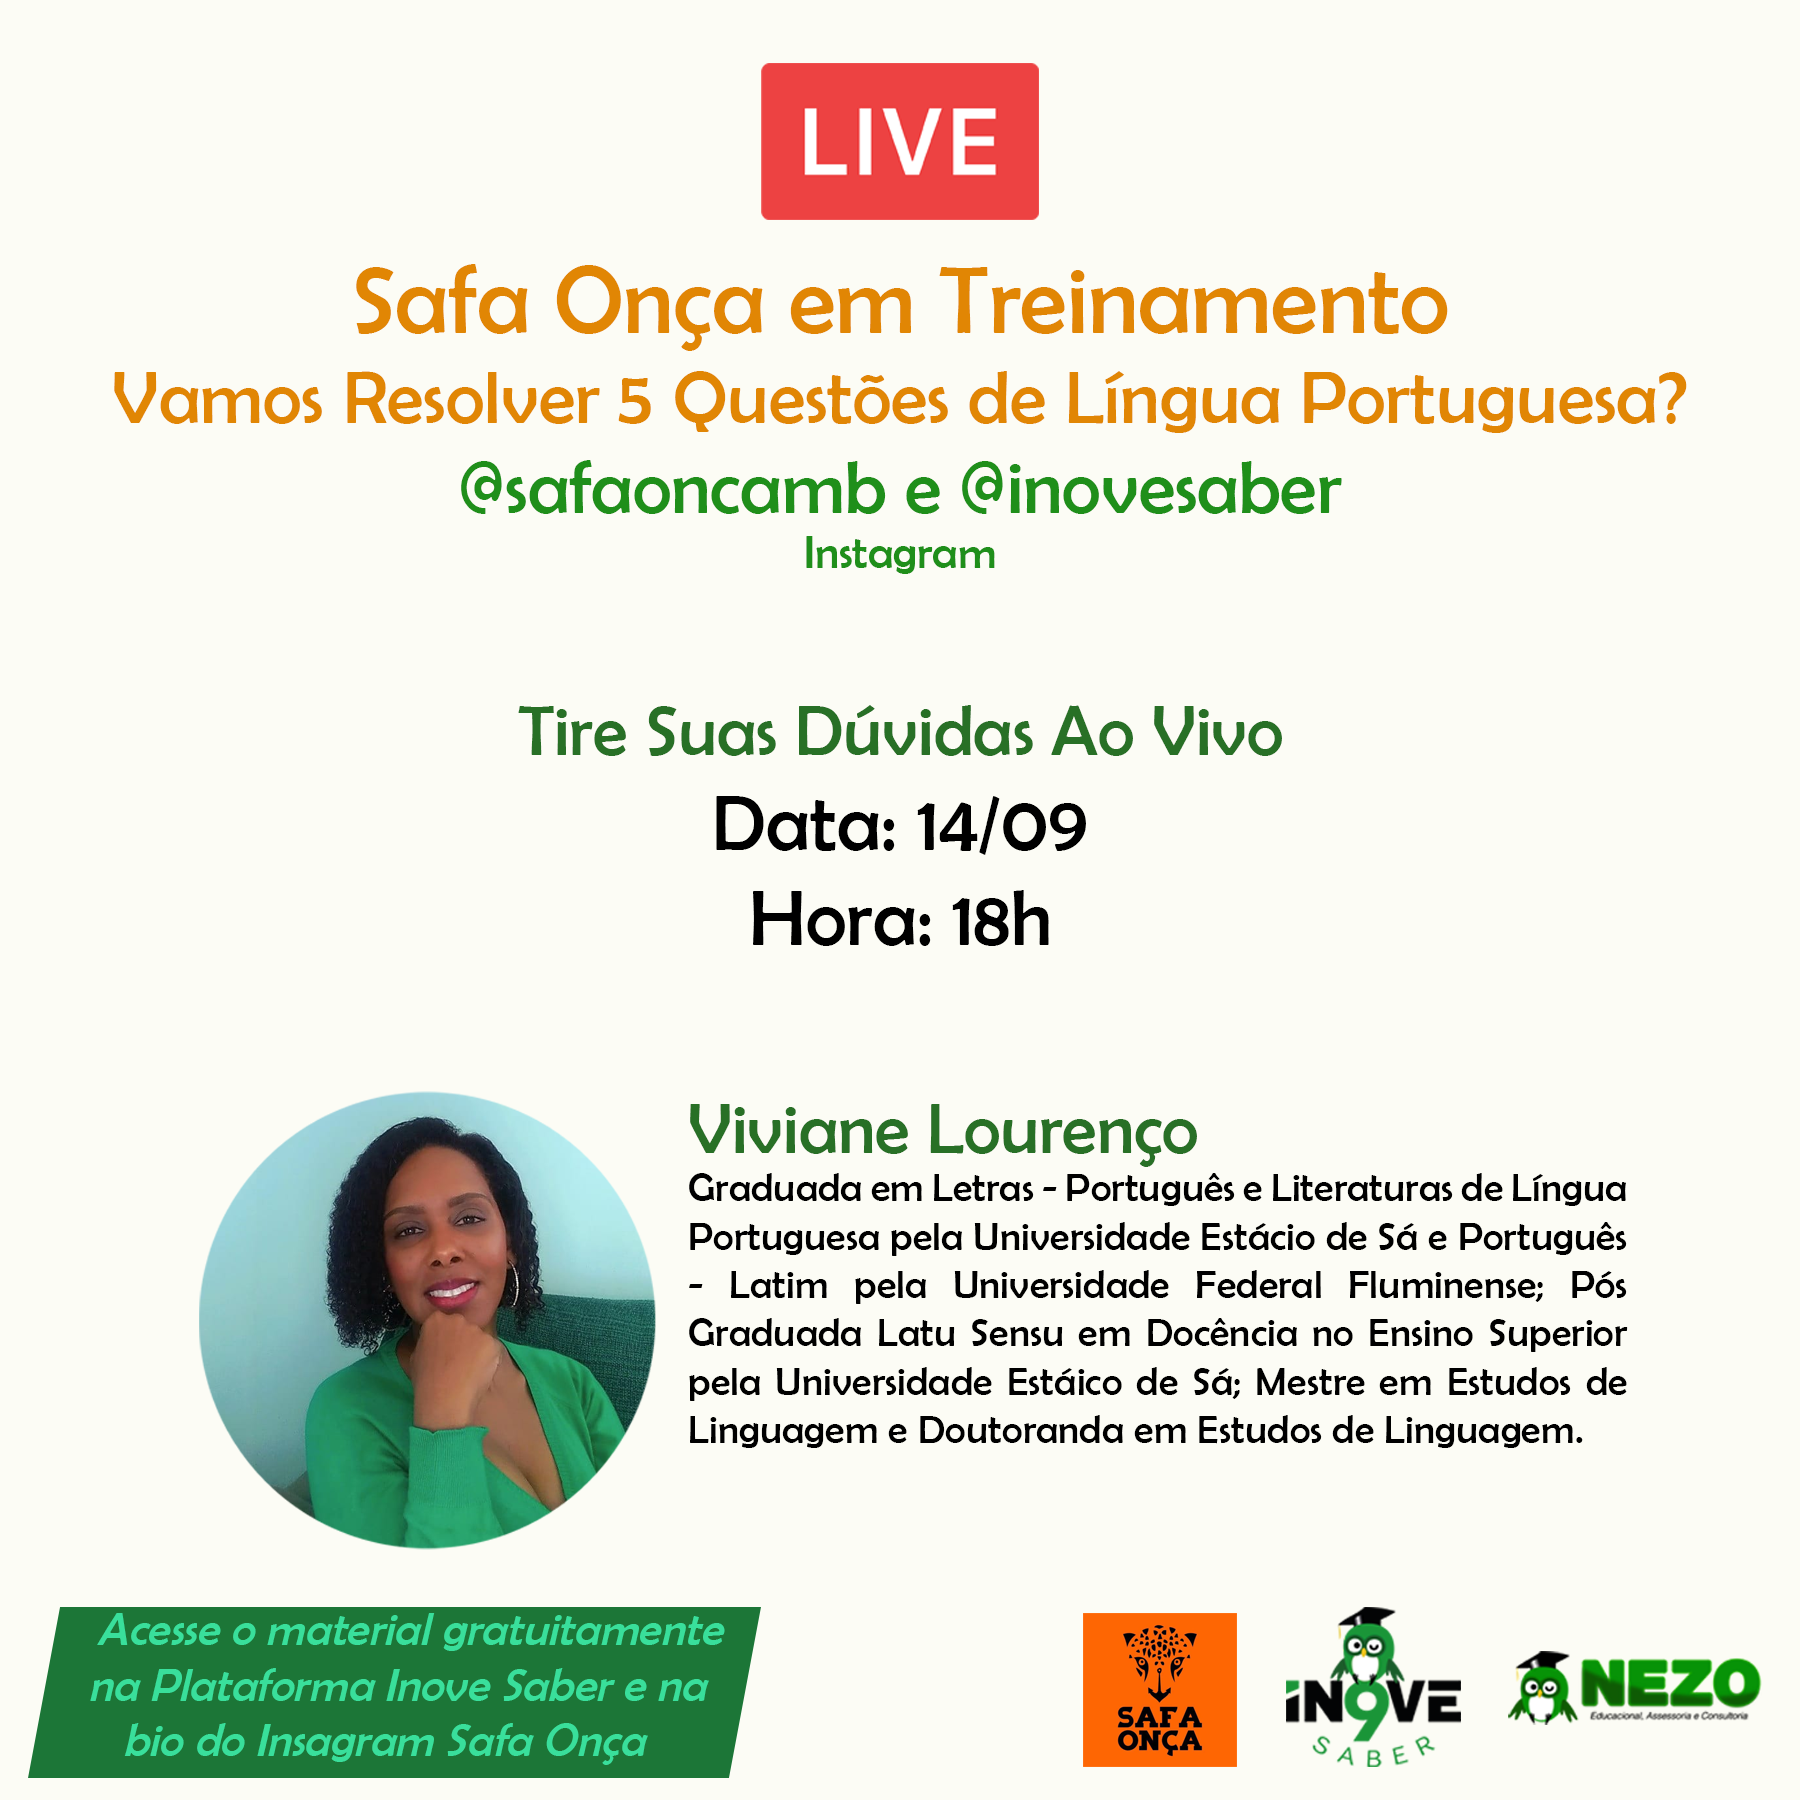 LIVE
Safa Onça em Treinamento
Vamos Resolver 5 Questões de Língua Portuguesa?
@safaoncamb e @inovesaber
Instagram
Tire Suas Dúvidas Ao Vivo
Data: 14/09
Hora: 18h
Viviane Lourenço
Graduada em Letras - Português e Literaturas de Língua
Portuguesa pela Universidade Estácio de Sá e Português
- Latim pela Universidade Federal Fluminense; Pós
Graduada Latu Sensu em Docência no Ensino Superior
pela Universidade Estáico de Sá; Mestre em Estudos de
Linguagem e Doutoranda em Estudos de Linguagem.
Acesse o material gratuitamente
na Plataforma Inove Saber e na
bio do Insagram Safa Onça
SAFA
ONÇA
iN9VE
SABER
NEZO
Educacional, Assessoria e Consultoria